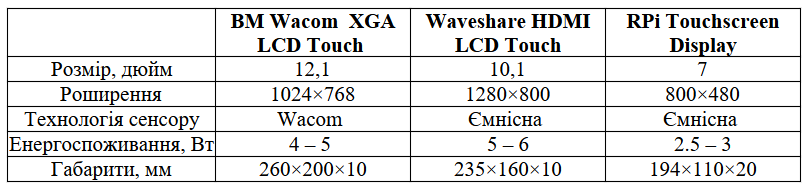 BM Wacom XGA LCD Touch	Waveshare HDMI LCD Touch	RPi Touchscreen Display
Розмір, дюйм	12,1	10,1	7
Роширення	1024×768	1280×800	800×480
Технологія сенсору	Wacom	Ємнісна	Ємнісна
Енергоспоживання, Вт	4 – 5	5 – 6	2.5 – 3
Габарити, мм	260×200×10	235×160×10	194×110×20